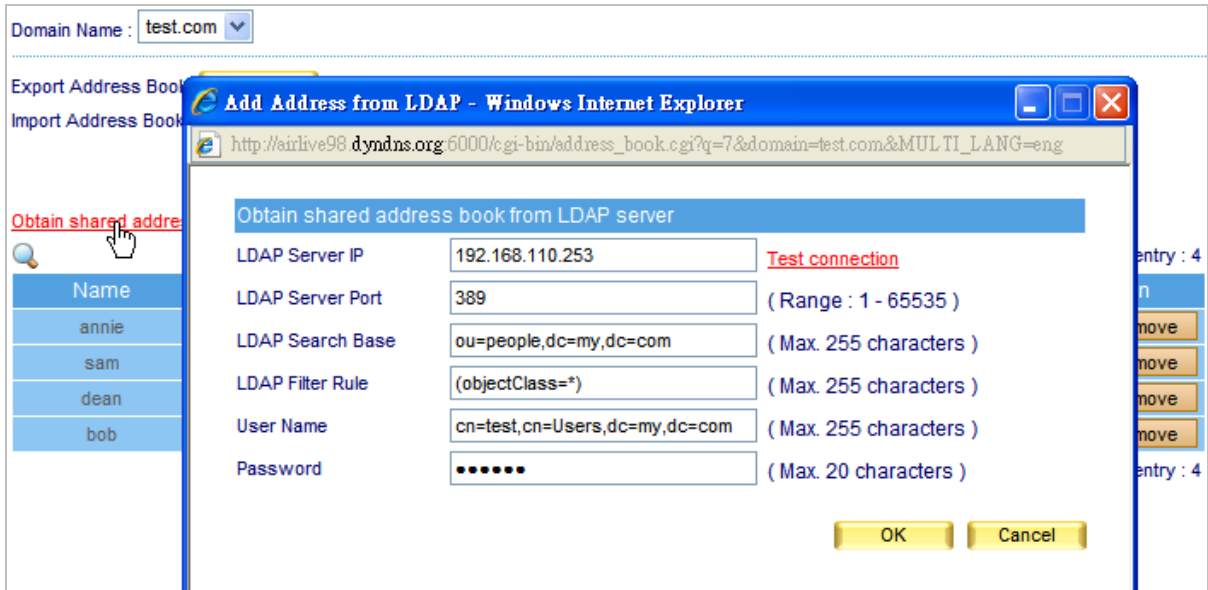 Domain Name : test.com
Export Address Book
Import Address Book
Add Address from LDAP - Windows Internet Explorer
http://airlive98.dyndns.org:6000/cgi-bin/address_book.cgi?q=7&domain=test.com&MULTI_LANG=eng
Obtain shared addre
Obtain shared address book from LDAP server
LDAP Server IP 192.168.110.253 Test connection
LDAP Server Port 389 ( Range : 1 - 65535 )
LDAP Search Base ou=people,dc=my,dc=com ( Max. 255 characters )
LDAP Filter Rule (objectClass=*) ( Max. 255 characters )
User Name cn=test,cn=Users,dc=my,dc=com ( Max. 255 characters )
Password •••••• ( Max. 20 characters )
OK Cancel
entry : 4
Name n
annie move
sam move
dean move
bob move
entry : 4